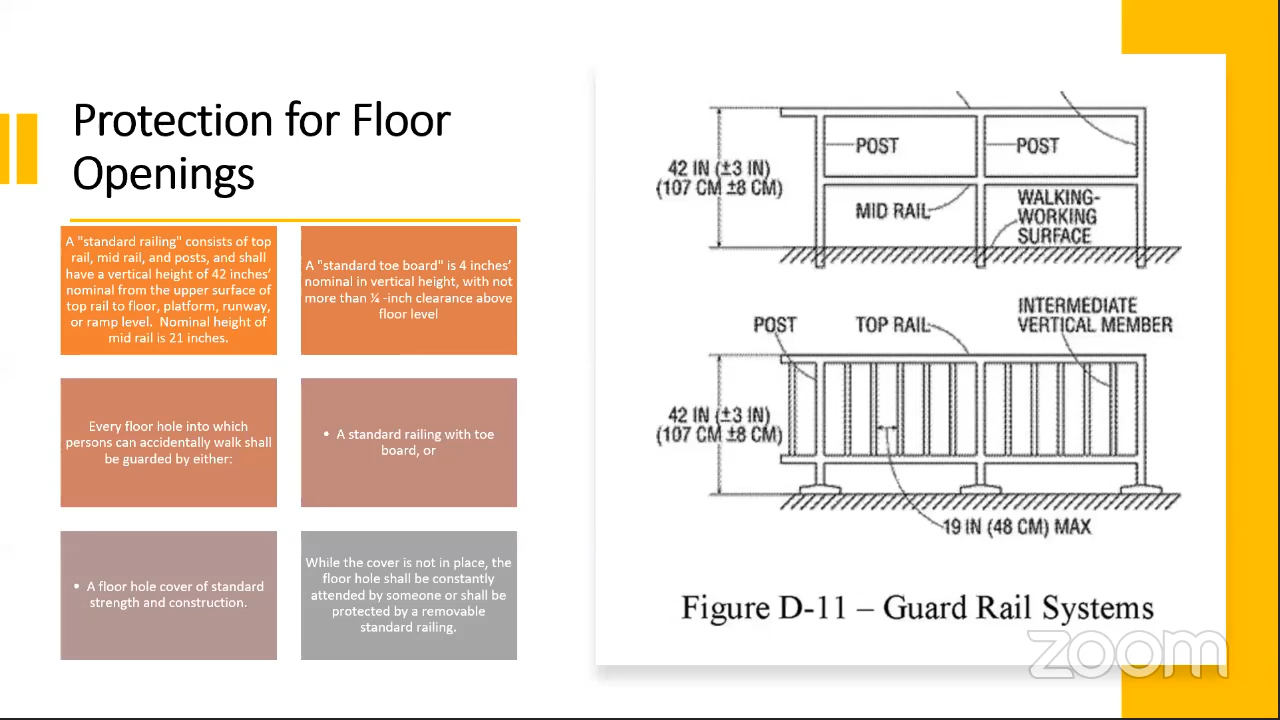 Protection for Floor
Openings
A "standard railing" consists of top
rail, mid rail, and posts, and shall
have a vertical height of 42 inches’
nominal from the upper surface of
top rail to floor, platform, runway,
or ramp level.  Nominal height of
mid rail is 21 inches.
A "standard toe board" is 4 inches’
nominal in vertical height, with not
more than ¼ -inch clearance above
floor level
Every floor hole into which
persons can accidentally walk shall
be guarded by either:
• A standard railing with toe
board, or
• A floor hole cover of standard
strength and construction.
While the cover is not in place, the
floor hole shall be constantly
attended by someone or shall be
protected by a removable
standard railing.
42 IN (±3 IN)
(107 CM ±8 CM)
POST
POST
MID RAIL
WALKING-
WORKING
SURFACE
POST
TOP RAIL
INTERMEDIATE
VERTICAL MEMBER
42 IN (±3 IN)
(107 CM ±8 CM)
19 IN (48 CM) MAX
Figure D-11 – Guard Rail Systems
zoom